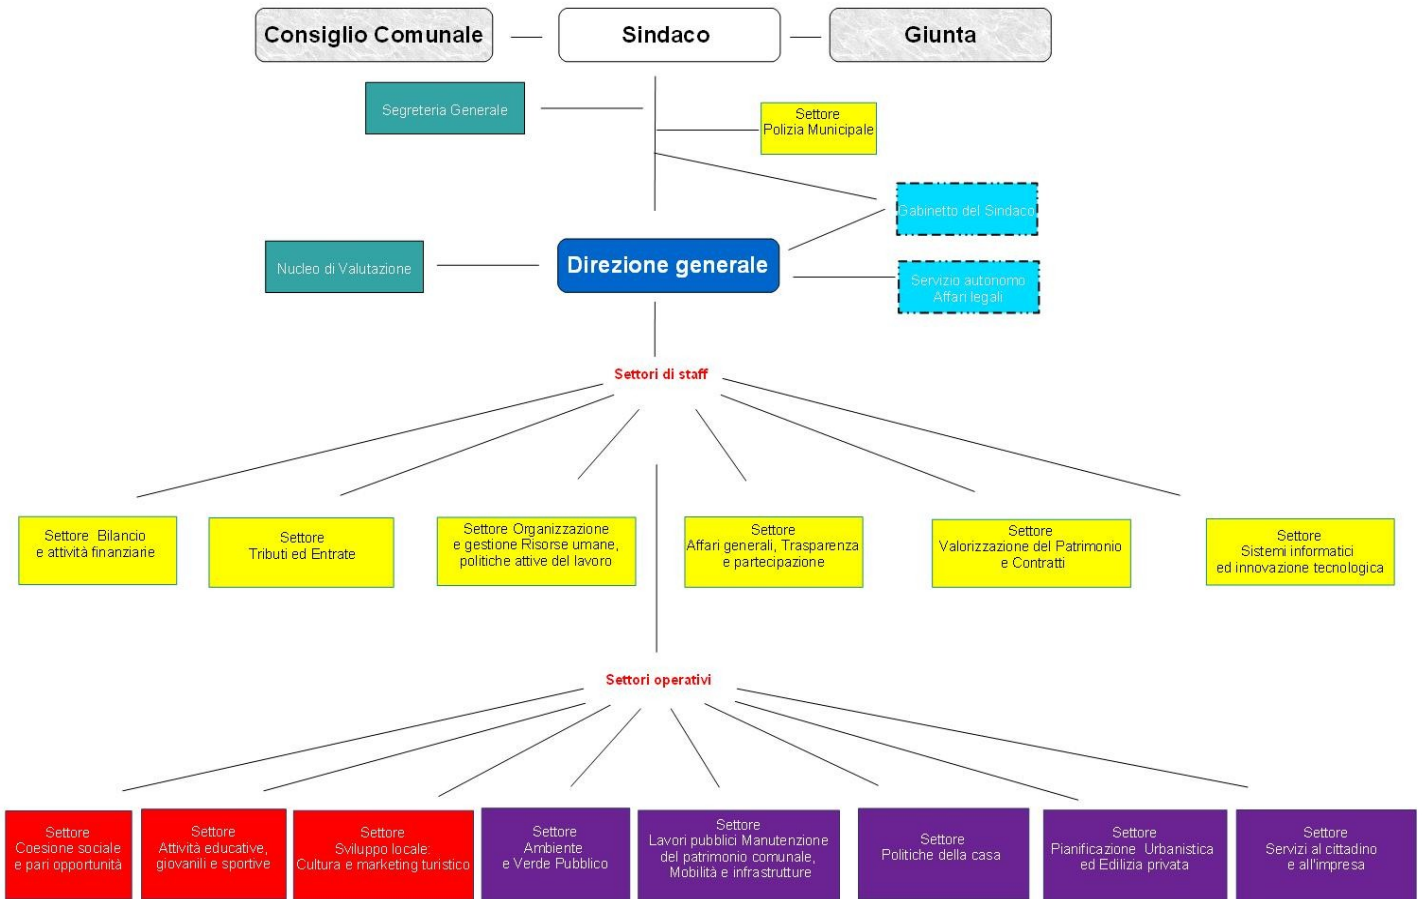 Consiglio Comunale
Sindaco
Giunta
Segreteria Generale
Settore
Polizia Municipale
Gabinetto del Sindaco
Nucleo di Valutazione
Direzione generale
Servizio autonomo
Affari legali
Settori di staff
Settore Bilancio
e attività finanziarie
Settore
Tributi ed Entrate
Settore Organizzazione
e gestione Risorse umane,
politiche attive del lavoro
Settore
Affari generali, Trasparenza
e partecipazione
Settore
Valorizzazione del Patrimonio
e Contratti
Settore
Sistemi informatici
ed innovazione tecnologica
Settori operativi
Settore
Coesione sociale
e pari opportunità
Settore
Attività educative,
giovanili e sportive
Settore
Sviluppo locale:
Cultura e marketing turistico
Settore
Ambiente
e Verde Pubblico
Settore
Lavori pubblici Manutenzione
del patrimonio comunale,
Mobilità e infrastrutture
Settore
Politiche della casa
Settore
Pianificazione Urbanistica
ed Edilizia privata
Settore
Servizi al cittadino
e all'impresa